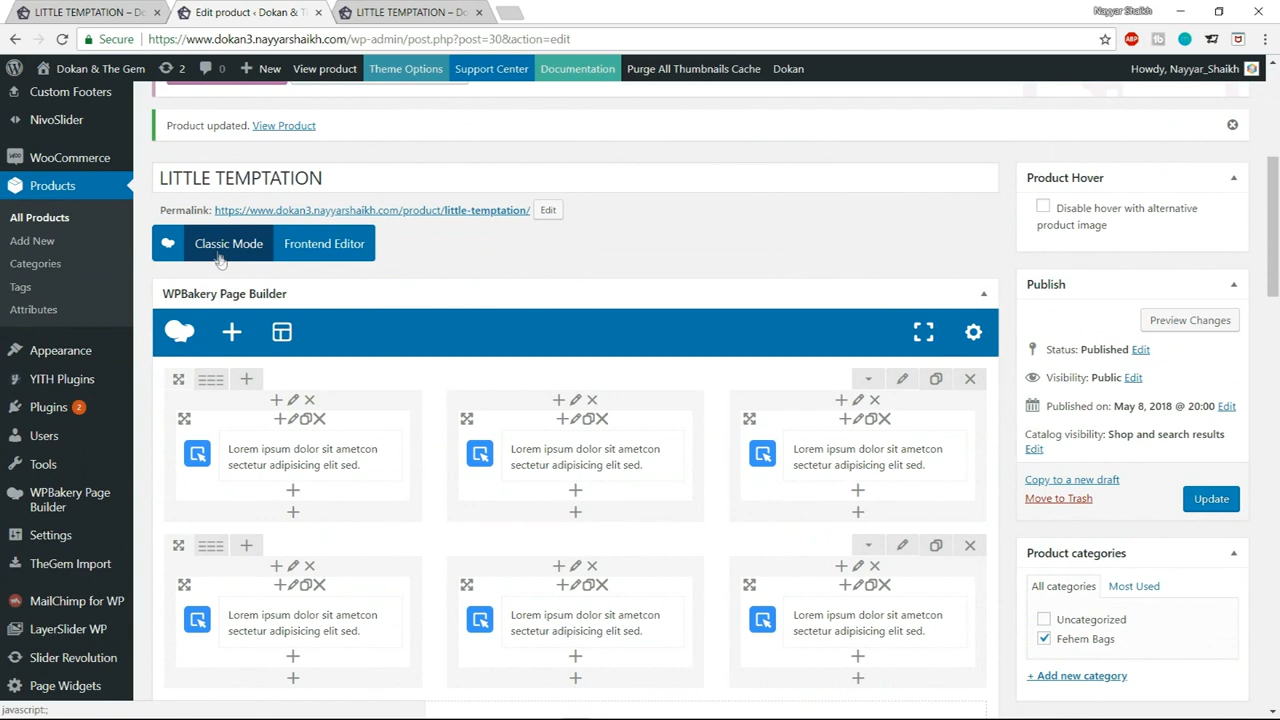 LITTLE TEMPTATION – Do
Edit product ‹ Dokan & T
LITTLE TEMPTATION – Do
Nayyar Shaikh
Secure
https://www.dokan3.nayyarshaikh.com/wp-admin/post.php?post=30&action=edit
Dokan & The Gem
2
0
New
View product
Theme Options
Support Center
Documentation
Purge All Thumbnails Cache
Dokan
Howdy, Nayyar_Shaikh
Custom Footers
NivoSlider
WooCommerce
Products
All Products
Add New
Categories
Tags
Attributes
Appearance
YITH Plugins
Plugins 2
Users
Tools
WPBakery Page
Builder
Settings
TheGem Import
MailChimp for WP
LayerSlider WP
Slider Revolution
Page Widgets
javascript:;
Product updated. View Product
LITTLE TEMPTATION
Permalink: https://www.dokan3.nayyarshaikh.com/product/little-temptation/ Edit
Classic Mode
Frontend Editor
WPBakery Page Builder
Lorem ipsum dolor sit ametcon
sectetur adipisicing elit sed.
Lorem ipsum dolor sit ametcon
sectetur adipisicing elit sed.
Lorem ipsum dolor sit ametcon
sectetur adipisicing elit sed.
Lorem ipsum dolor sit ametcon
sectetur adipisicing elit sed.
Lorem ipsum dolor sit ametcon
sectetur adipisicing elit sed.
Lorem ipsum dolor sit ametcon
sectetur adipisicing elit sed.
Product Hover
Disable hover with alternative
product image
Publish
Preview Changes
Status: Published Edit
Visibility: Public Edit
Published on: May 8, 2018 @ 20:00 Edit
Catalog visibility: Shop and search results
Edit
Copy to a new draft
Move to Trash
Update
Product categories
All categories
Most Used
Uncategorized
Fehem Bags
+ Add new category